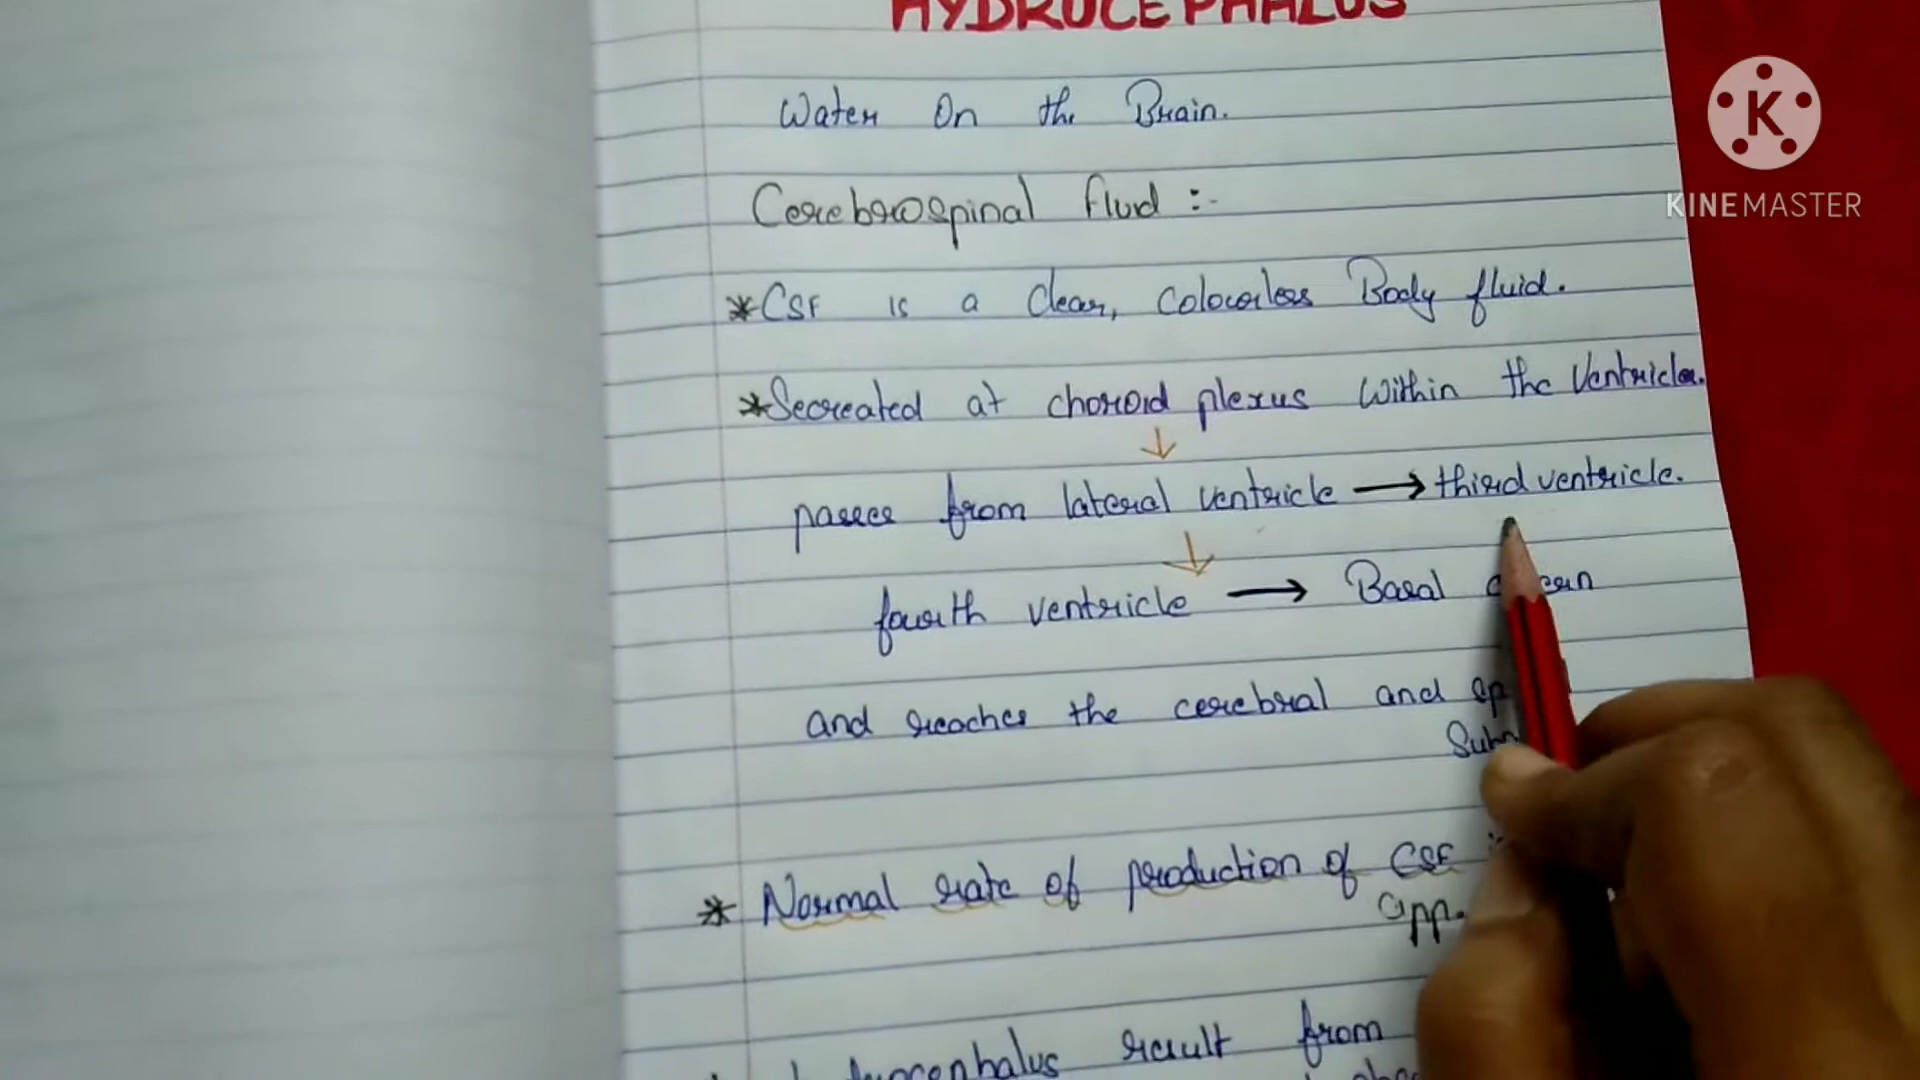 HYDROCEPHALUS
Water On the Brain.
Cerebrospinal fluid :-
* CSF is a Clear, Colourless Body fluid.
* Secreated at choroid plexus Within the Ventricles.
↓
passes from lateral ventricle → third ventricle.
↓
fourth ventricle → Basal
and reaches the cerebral and
* Normal rate of production of CSF
app.
result from
K
KINEMASTER